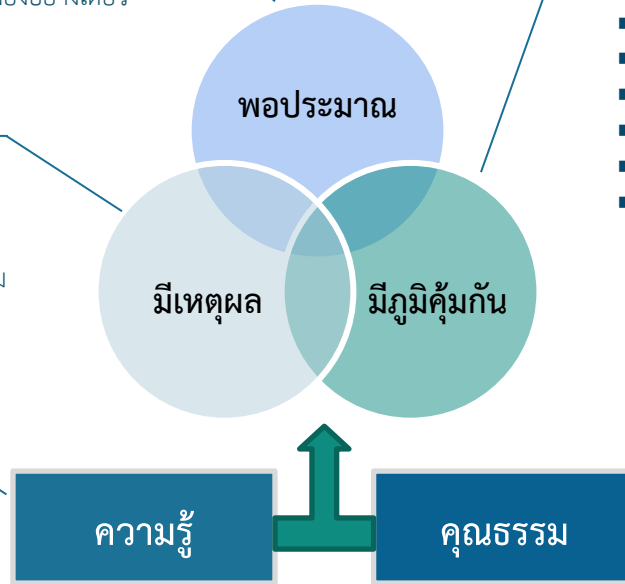 พอประมาณ
มีเหตุผล
มีภูมิคุ้มกัน
ความรู้
คุณธรรม